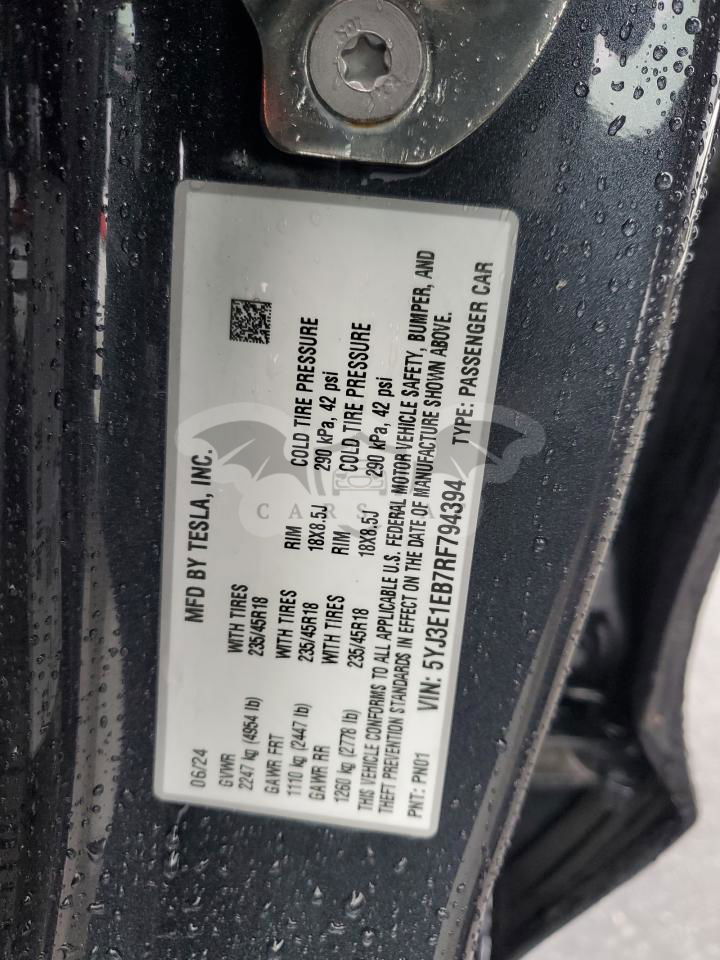 MFD BY TESLA, INC.
06/24
GVWR WITH TIRES RIM COLD TIRE PRESSURE
2247 kg (4954 lb) 235/45R18 18X8.5J 290 kPa, 42 psi
GAWR FRT WITH TIRES RIM COLD TIRE PRESSURE
1110 kg (2447 lb) 235/45R18 18X8.5J 290 kPa, 42 psi
GAWR RR WITH TIRES
1260 kg (2778 lb) 235/45R18
THIS VEHICLE CONFORMS TO ALL APPLICABLE U.S. FEDERAL MOTOR VEHICLE SAFETY, BUMPER, AND
THEFT PREVENTION STANDARDS IN EFFECT ON THE DATE OF MANUFACTURE SHOWN ABOVE.
PNT: PN01 VIN: 5YJ3E1EB7RF794394 TYPE: PASSENGER CAR